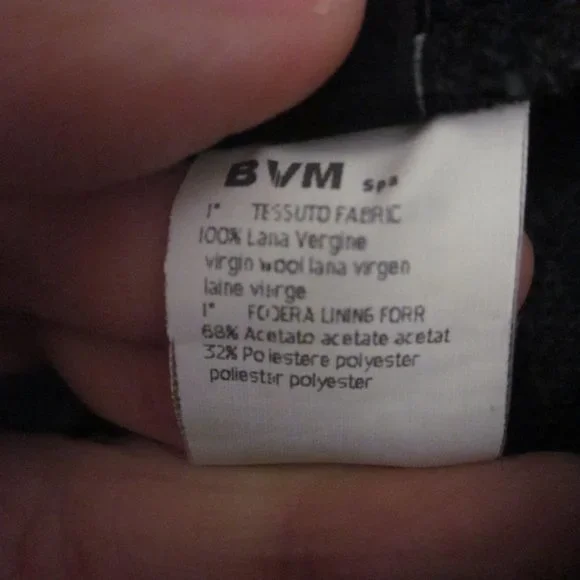 BVM SPA
1° TESSUTO FABRIC
100% Lana Vergine
virgin wool lana virgen
laine vierge
1° FODERA LINING FORR
68% Acetato acetate acetat
32% Poliestere polyester
poliester polyester